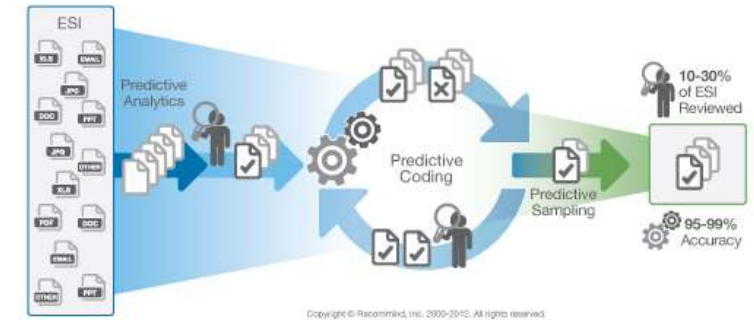 ESI
XLS
EMAIL
JPG
DOC
PPT
JPG
OTHER
XLS
PDF
DOC
EMAIL
OTHER
PPT
Predictive
Analytics
Predictive
Coding
Predictive
Sampling
10-30%
of ESI
Reviewed
95-99%
Accuracy
Copyright © Recommind, Inc. 2000-2012. All rights reserved.